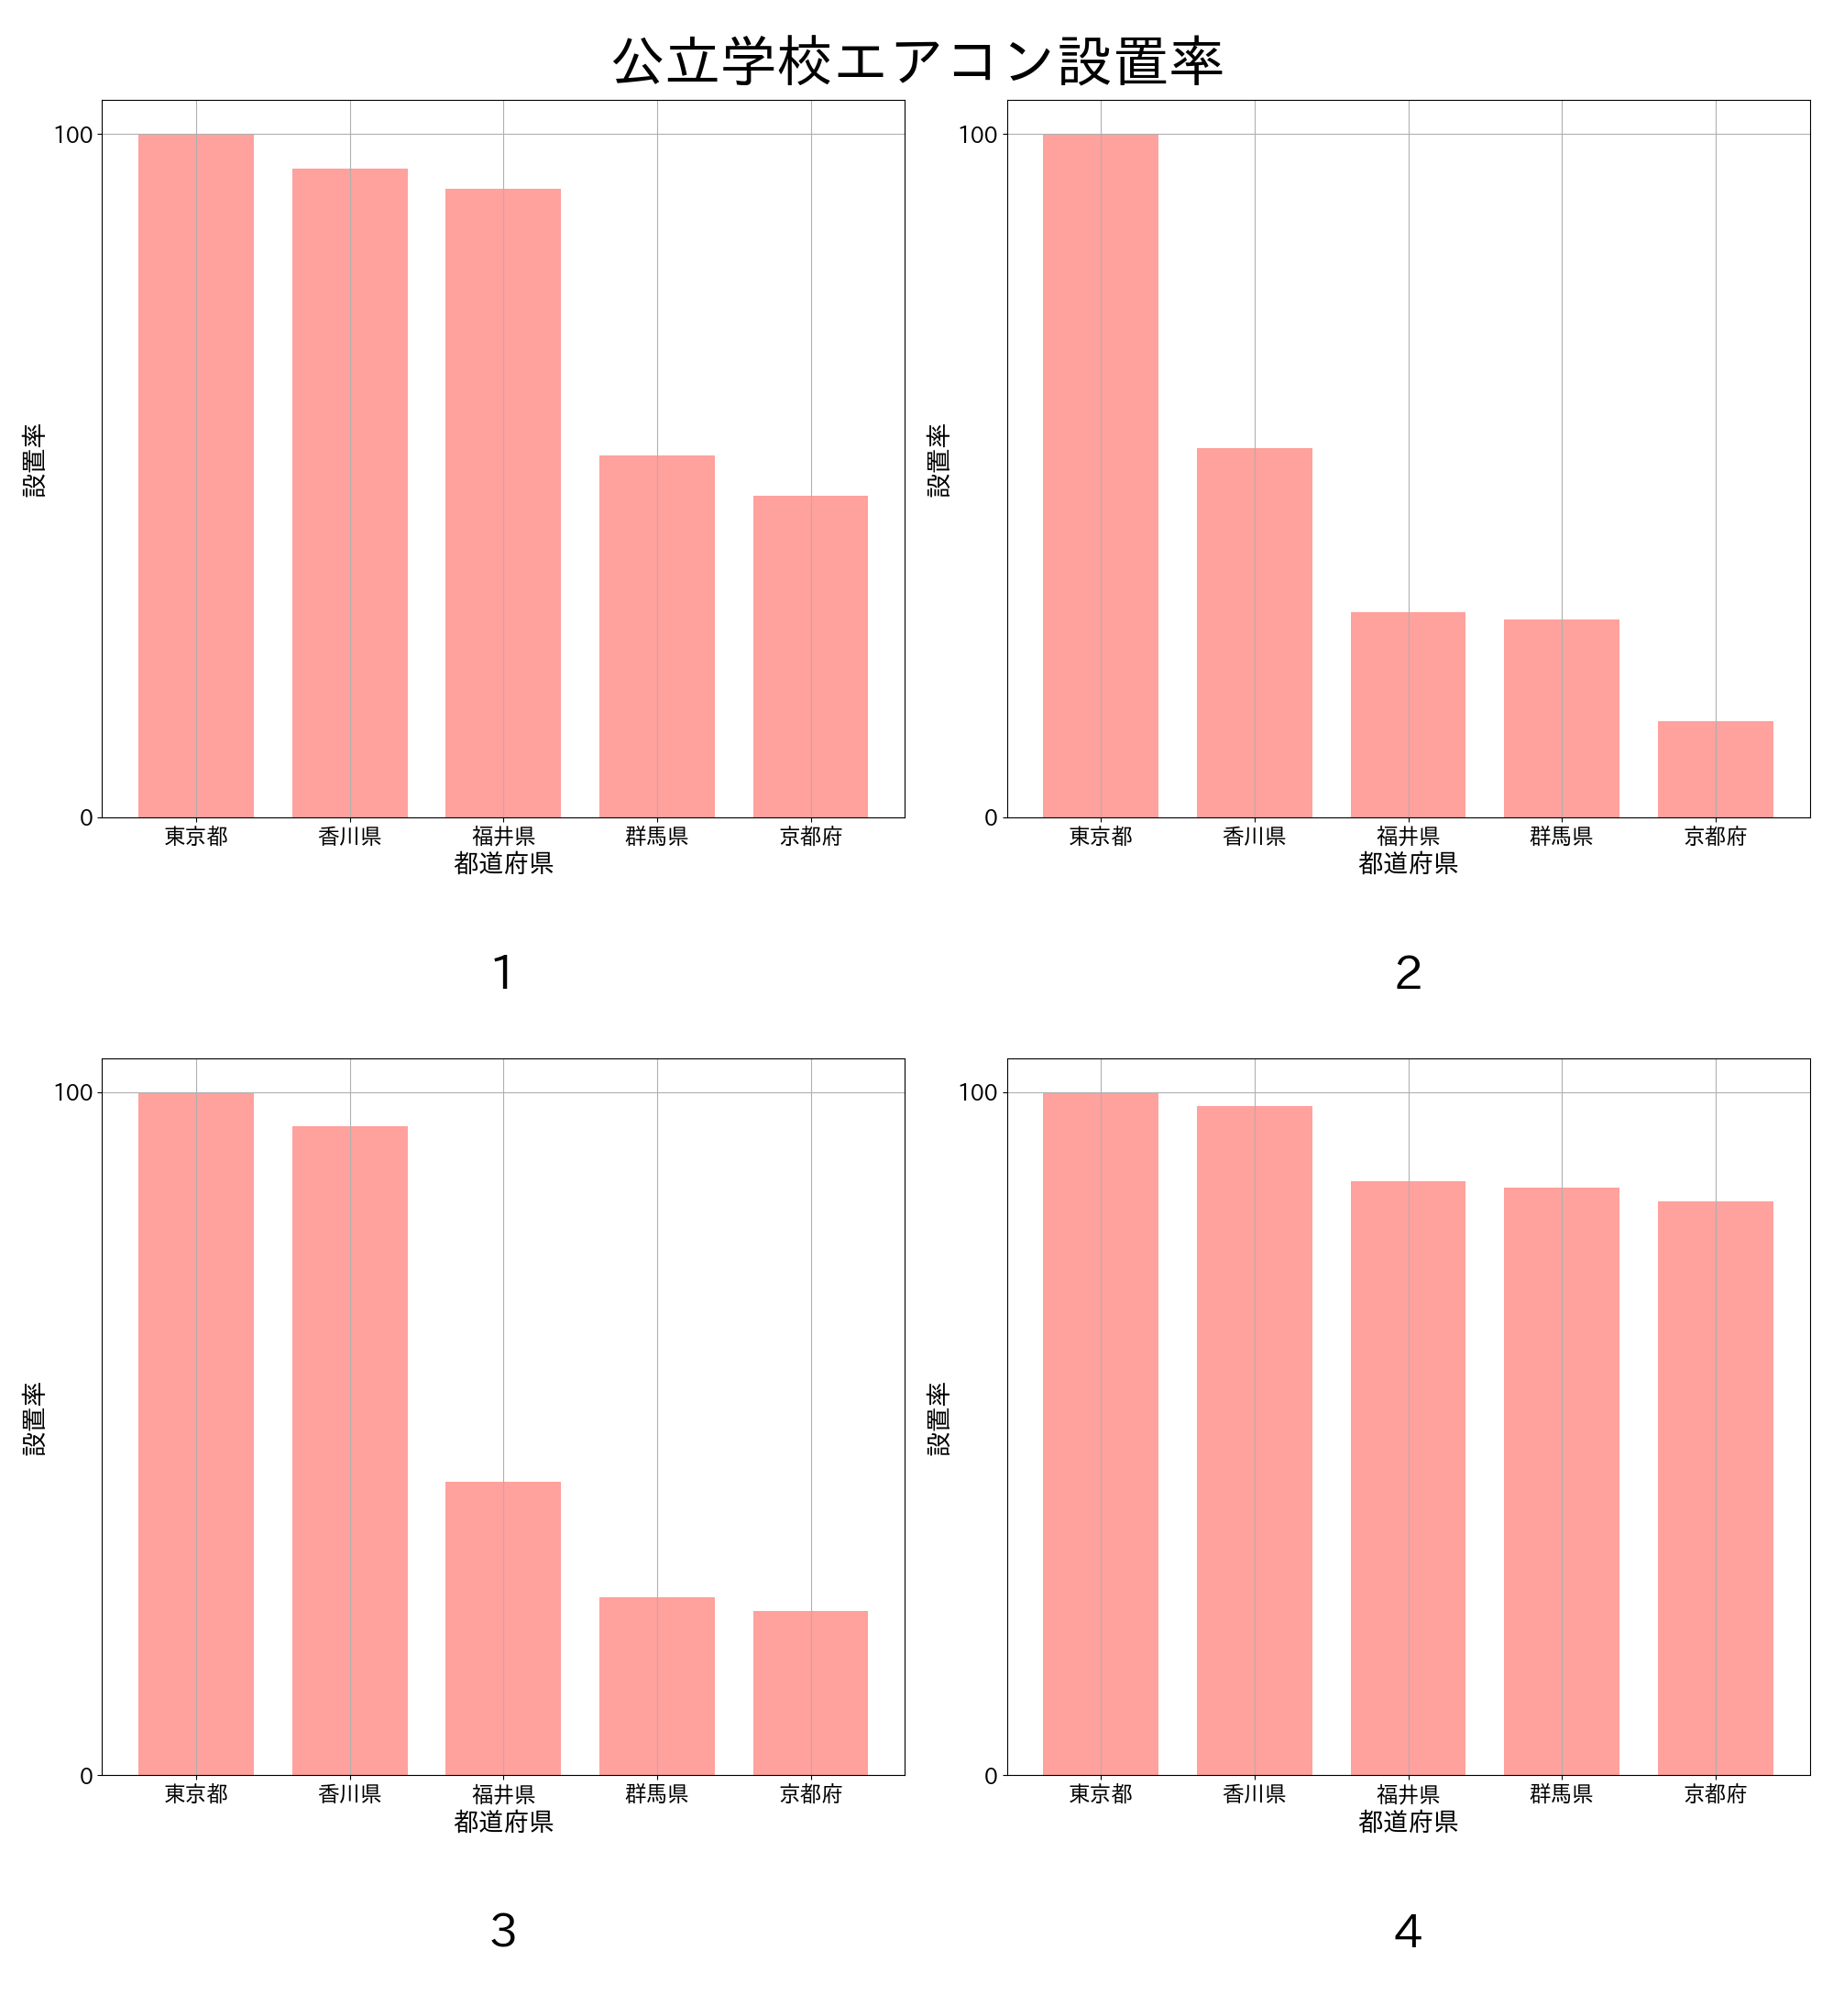 公立学校エアコン設置率
100
0
設置率
東京都 香川県 福井県 群馬県 京都府
都道府県
1
100
0
設置率
東京都 香川県 福井県 群馬県 京都府
都道府県
2
100
0
設置率
東京都 香川県 福井県 群馬県 京都府
都道府県
3
100
0
設置率
東京都 香川県 福井県 群馬県 京都府
都道府県
4